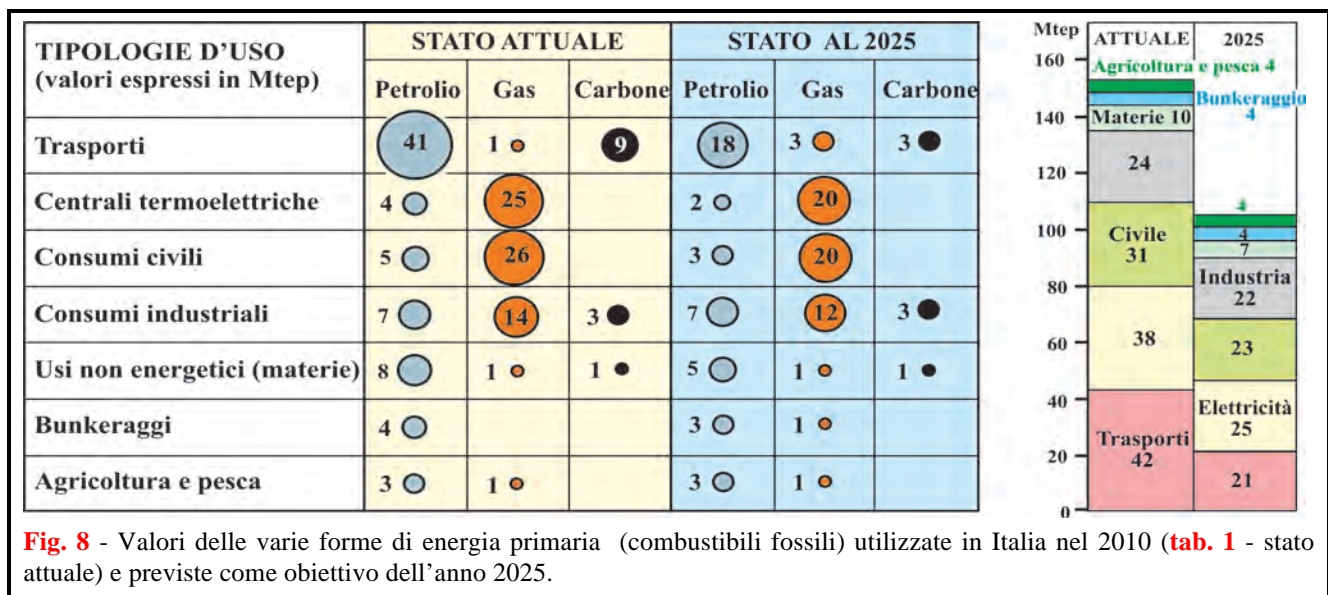 TIPOLOGIE D'USO
(valori espressi in Mtep)
STATO ATTUALE
STATO AL 2025
Petrolio Gas Carbone Petrolio Gas Carbone
Trasporti 41 1 9 18 3 3
Centrali termoelettriche 4 25 2 20
Consumi civili 5 26 3 20
Consumi industriali 7 14 3 7 12 3
Usi non energetici (materie) 8 1 1 5 1 1
Bunkeraggi 4 3 1
Agricoltura e pesca 3 1 3 1
Mtep ATTUALE 2025
160
140
120
100
80
60
40
20
0
Agricoltura e pesca 4
Bunkeraggio
4
Materie 10
24
Civile
31
38
Trasporti
42
4
4
7
Industria
22
23
Elettricità
25
21
Fig. 8 - Valori delle varie forme di energia primaria (combustibili fossili) utilizzate in Italia nel 2010 (tab. 1 - stato
attuale) e previste come obiettivo dell'anno 2025.